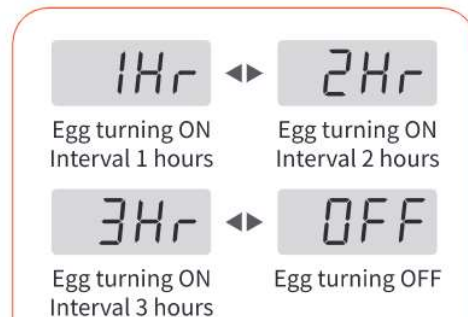 1Hr ◀▶ 2Hr
Egg turning ON
Interval 1 hours
Egg turning ON
Interval 2 hours
3Hr ◀▶ OFF
Egg turning ON
Interval 3 hours
Egg turning OFF